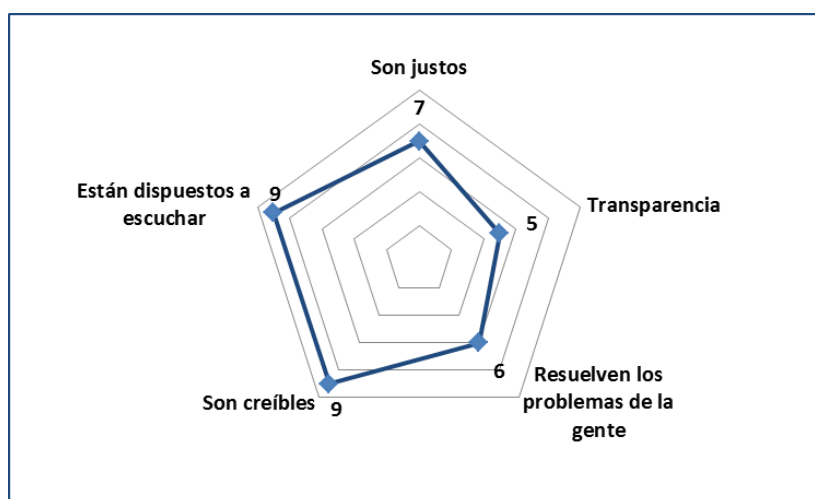 Son justos
7
Están dispuestos a
escuchar
9
5
Transparencia
Son creíbles
9
6
Resuelven los
problemas de la
gente